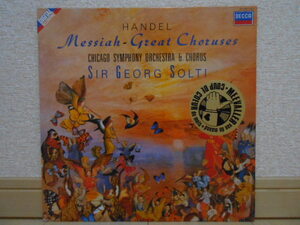 HANDEL
DECCA
Messiah-Great Choruses
CHICAGO SYMPHONY ORCHESTRA & CHORUS
SIR GEORG SOLTI